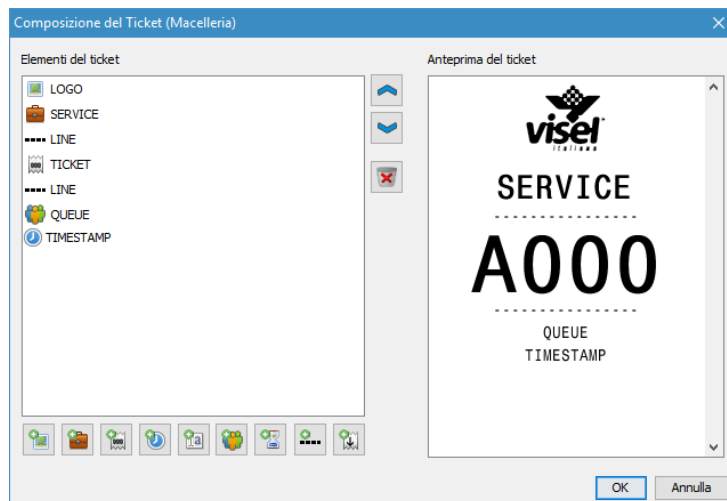 Composizione del Ticket (Macelleria)
Elementi del ticket
LOGO
SERVICE
LINE
TICKET
LINE
QUEUE
TIMESTAMP
Anteprima del ticket
visel
italiana
SERVICE
A000
QUEUE
TIMESTAMP
OK
Annulla